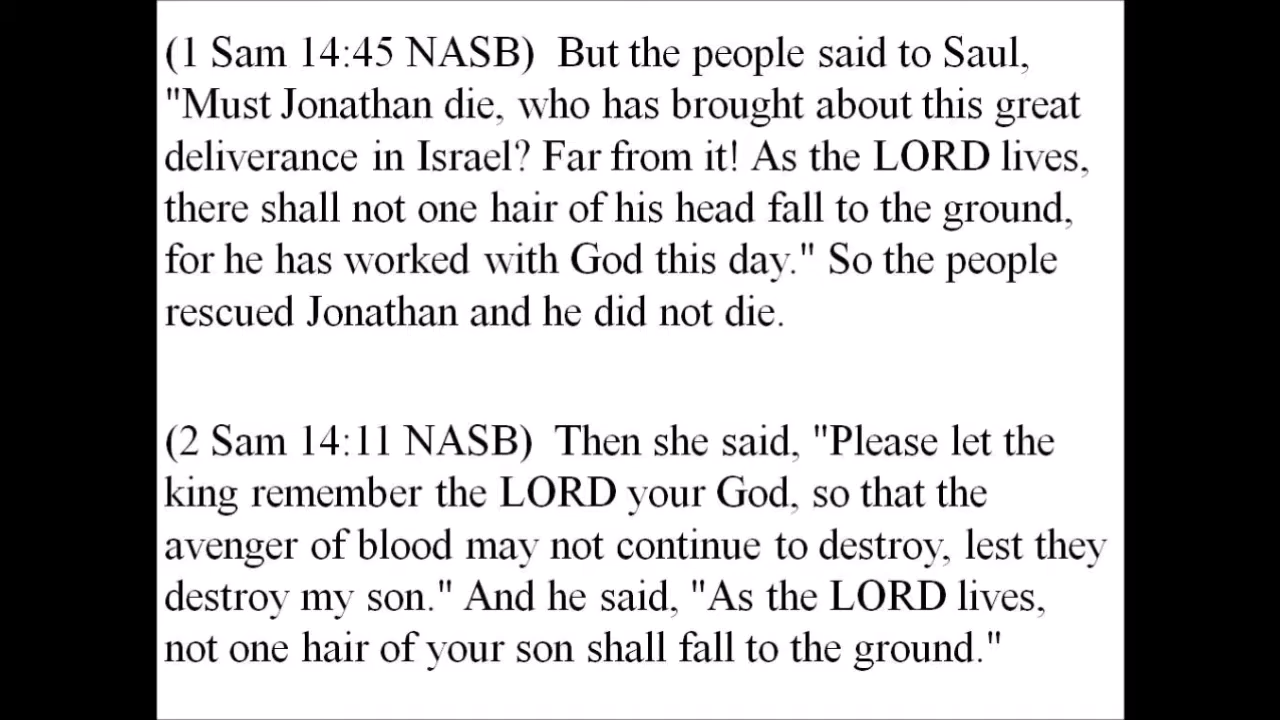 (1 Sam 14:45 NASB)  But the people said to Saul,
"Must Jonathan die, who has brought about this great
deliverance in Israel? Far from it! As the LORD lives,
there shall not one hair of his head fall to the ground,
for he has worked with God this day." So the people
rescued Jonathan and he did not die.
(2 Sam 14:11 NASB)  Then she said, "Please let the
king remember the LORD your God, so that the
avenger of blood may not continue to destroy, lest they
destroy my son." And he said, "As the LORD lives,
not one hair of your son shall fall to the ground."